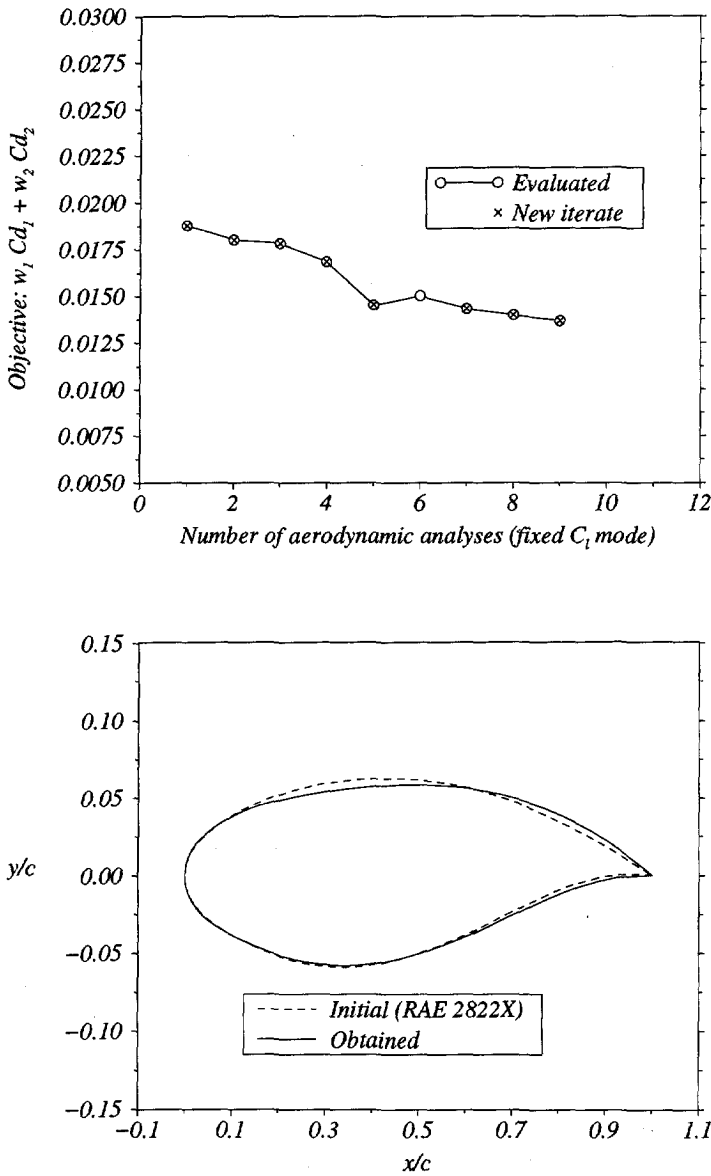 0.0300
0.0275
0.0250
0.0225
0.0200
0.0175
0.0150
0.0125
0.0100
0.0075
0.0050
Objective: w1 Cd1 + w2 Cd2
Evaluated
New iterate
0 2 4 6 8 10 12
Number of aerodynamic analyses (fixed Cl mode)
0.15
0.10
0.05
0.00
−0.05
−0.10
−0.15
y/c
Initial (RAE 2822X)
Obtained
−0.1 0.1 0.3 0.5 0.7 0.9 1.1
x/c